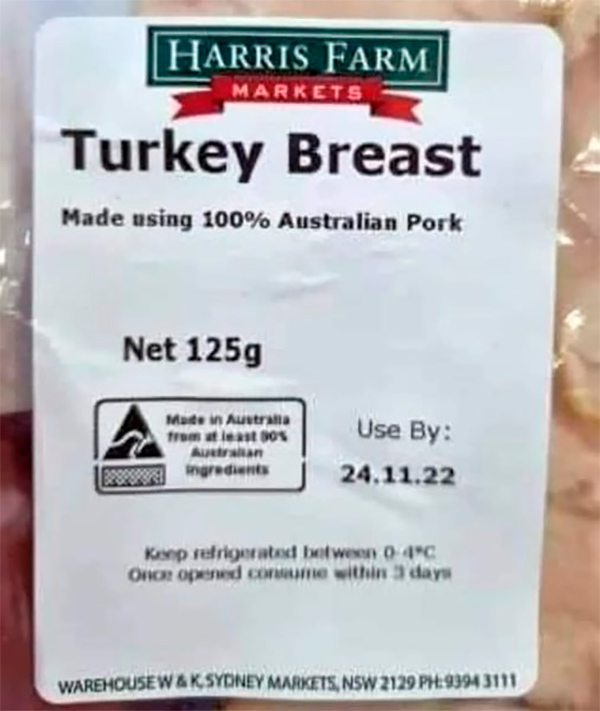 HARRIS FARM
MARKETS
Turkey Breast
Made using 100% Australian Pork
Net 125g
Made in Australia
from at least 90%
Australian
ingredients
Use By:
24.11.22
Keep refrigerated between 0-4°C
Once opened consume within 3 days
WAREHOUSE W & K, SYDNEY MARKETS, NSW 2129 PH:9394 3111